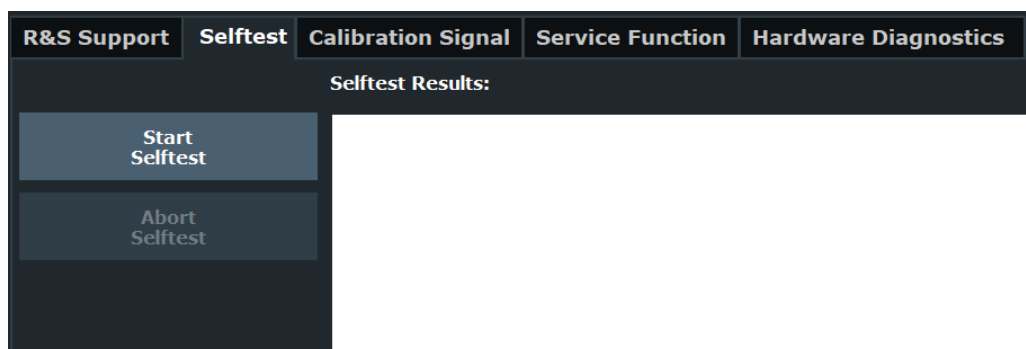 R&S Support Selftest Calibration Signal Service Function Hardware Diagnostics
Selftest Results:
Start
Selftest
Abort
Selftest